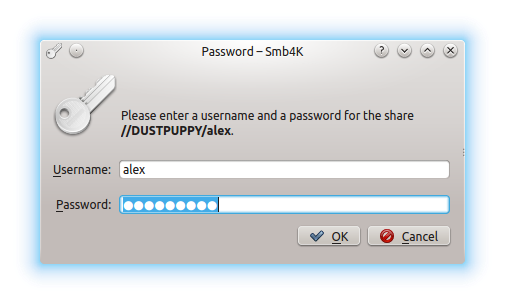 Password – Smb4K
Please enter a username and a password for the share
//DUSTPUPPY/alex.
Username: alex
Password: ●●●●●●●●●
OK Cancel